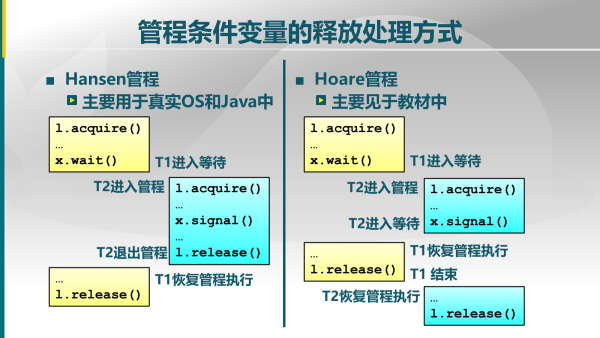 管程条件变量的释放处理方式
Hansen管程
主要用于真实OS和Java中
l.acquire()
…
x.wait()
T1进入等待
T2进入管程
l.acquire()
…
x.signal()
…
T2退出管程
l.release()
T1恢复管程执行
…
l.release()
Hoare管程
主要见于教材中
l.acquire()
…
x.wait()
T1进入等待
T2进入管程
l.acquire()
…
T2进入等待
x.signal()
T1恢复管程执行
…
l.release()
T1 结束
T2恢复管程执行
…
l.release()